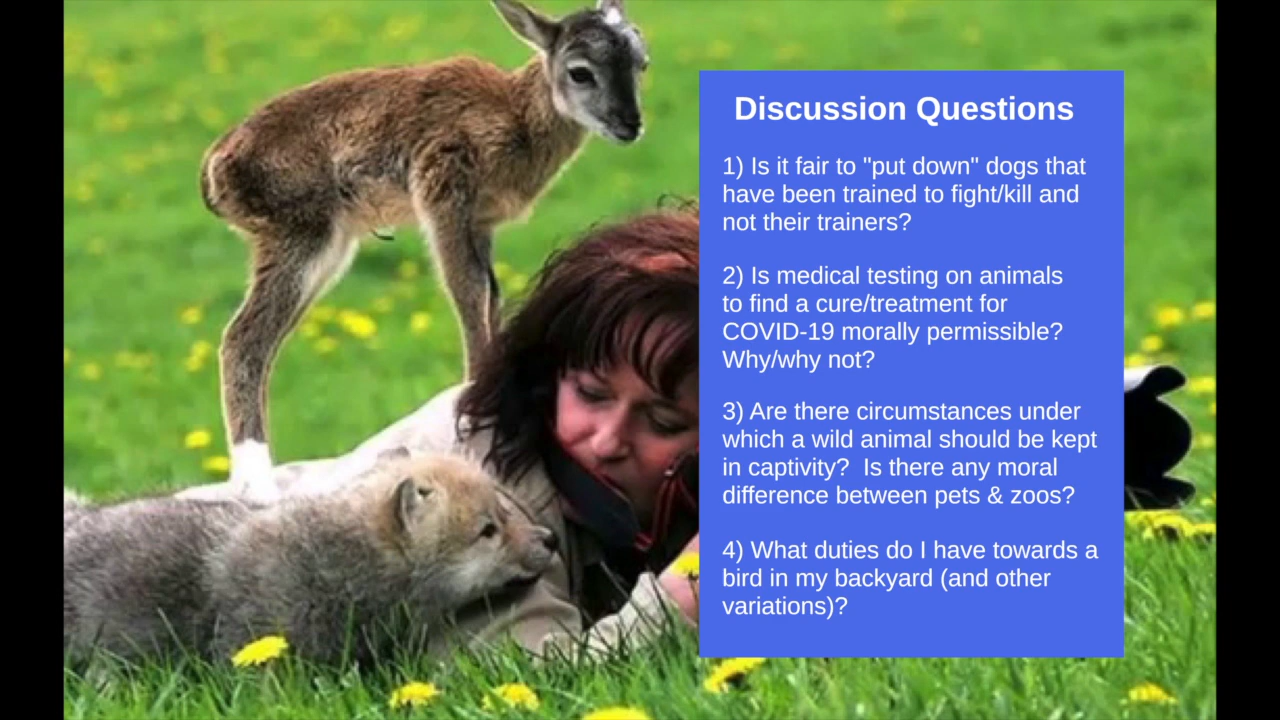 Discussion Questions
1) Is it fair to "put down" dogs that
have been trained to fight/kill and
not their trainers?
2) Is medical testing on animals
to find a cure/treatment for
COVID-19 morally permissible?
Why/why not?
3) Are there circumstances under
which a wild animal should be kept
in captivity?  Is there any moral
difference between pets & zoos?
4) What duties do I have towards a
bird in my backyard (and other
variations)?